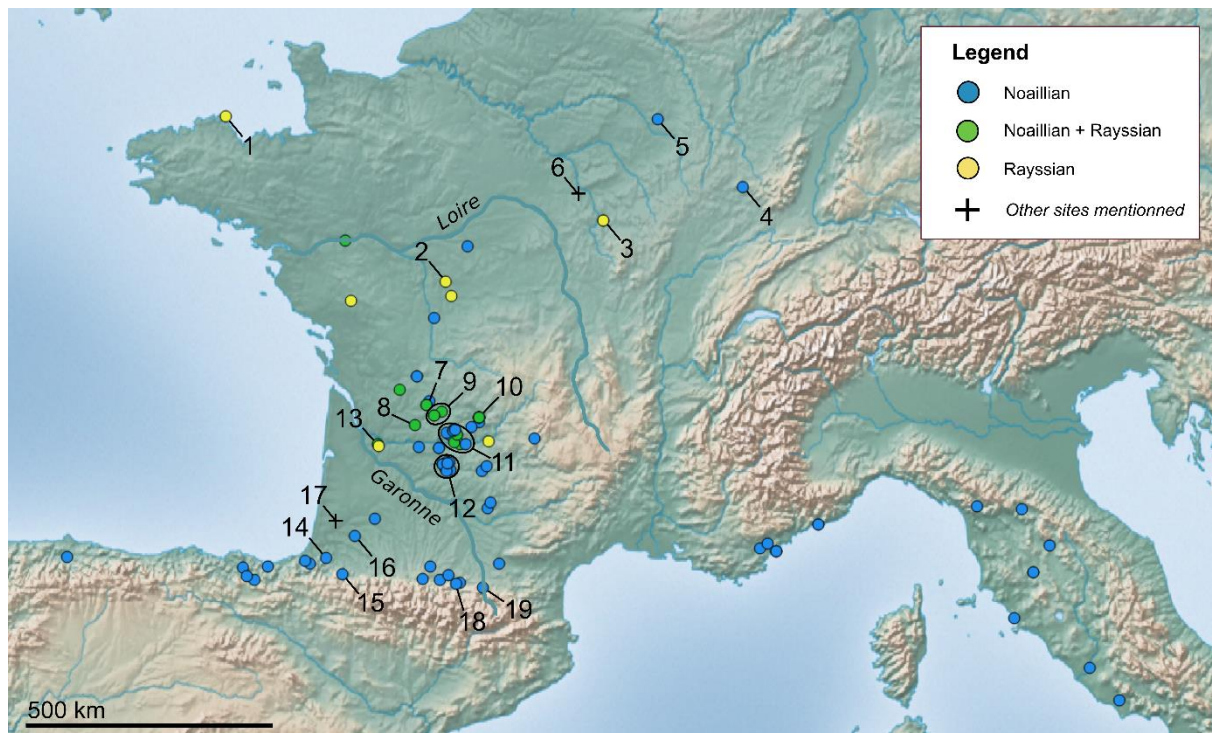 Legend
Noaillian
Noaillian + Rayssian
Rayssian
Other sites mentionned
1
5
6
4
Loire
3
2
7
9
10
8
13
11
12
Garonne
17
14
16
15
18
19
500 km